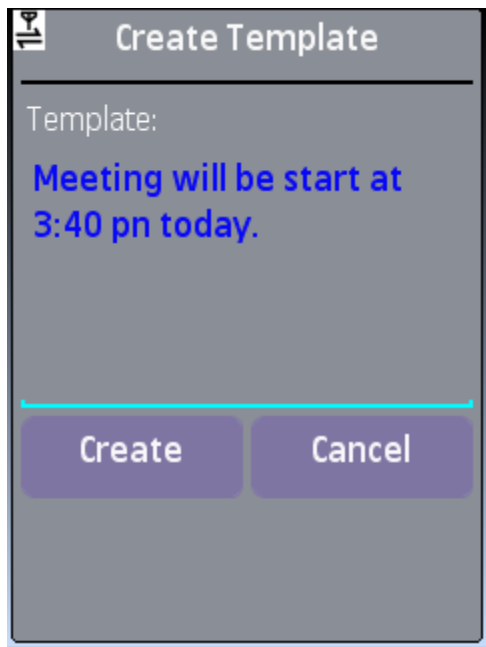 Create Template
Template:
Meeting will be start at
3:40 pn today.
Create
Cancel